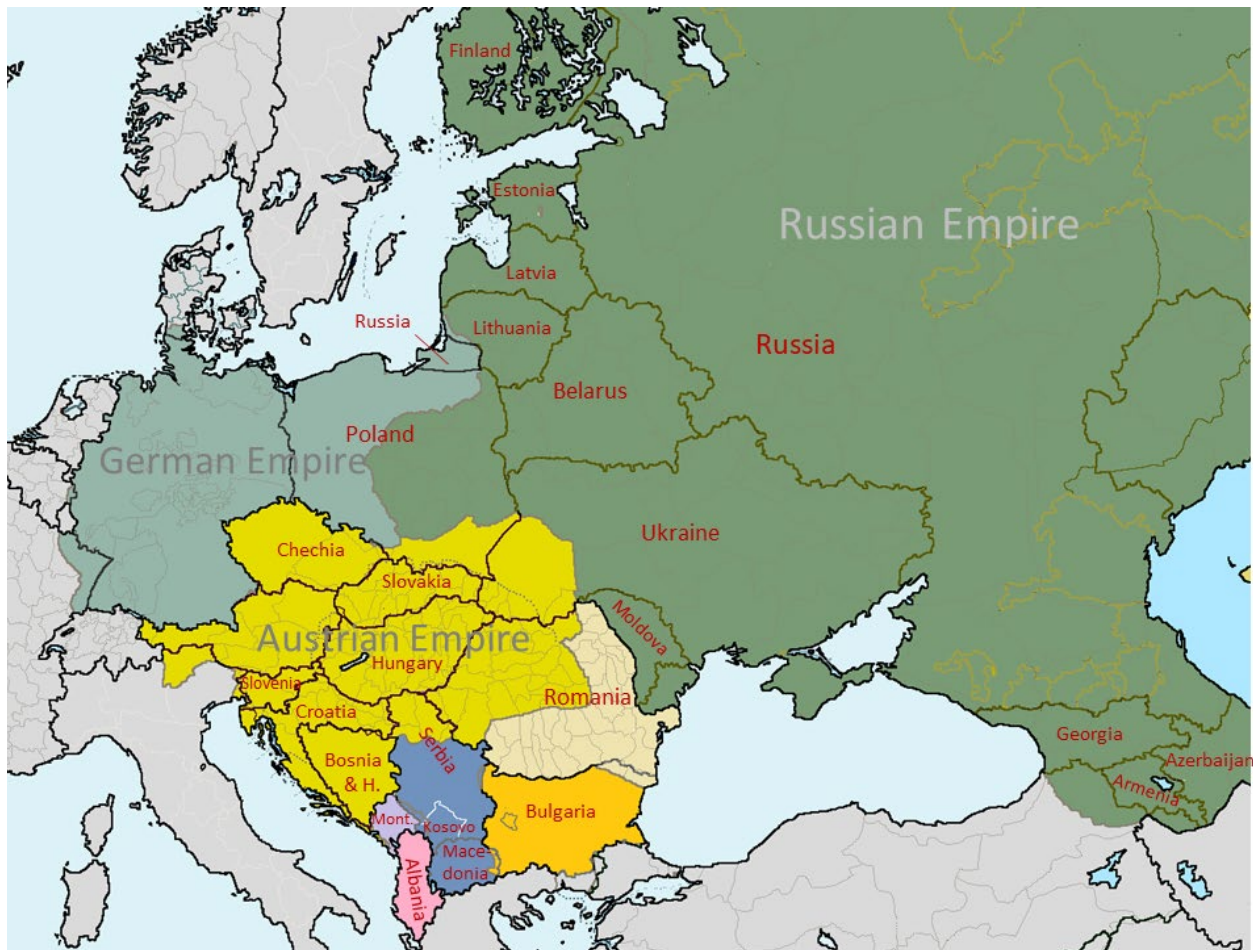 Finland
Estonia
Russian Empire
Latvia
Russia
Lithuania
Russia
Belarus
Poland
German Empire
Ukraine
Chechia
Slovakia
Moldova
Austrian Empire
Hungary
Slovenia
Romania
Croatia
Georgia
Serbia
Bosnia
& H.
Azerbaijan
Armenia
Bulgaria
Mont.
Kosovo
Mace-
donia
Albania